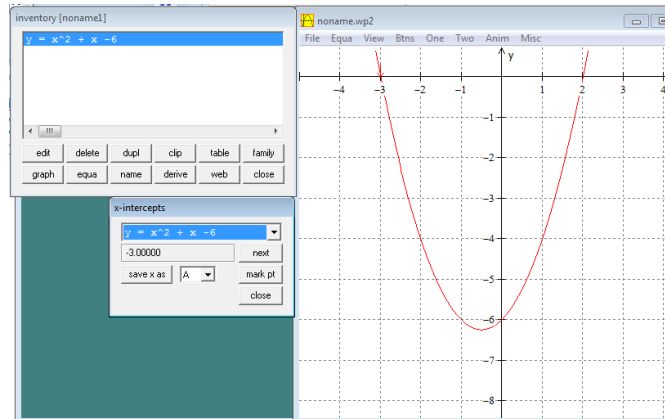 inventory [noname1]
y = x^2 + x -6
edit delete dupl clip table family
graph equa name derive web close
x-intercepts
y = x^2 + x -6
-3.00000 next
save x as A mark pt
close
noname.wp2
File Equa View Btns One Two Anim Misc
y
-4 -3 -2 -1 1 2 3 4
-1
-2
-3
-4
-5
-6
-7
-8